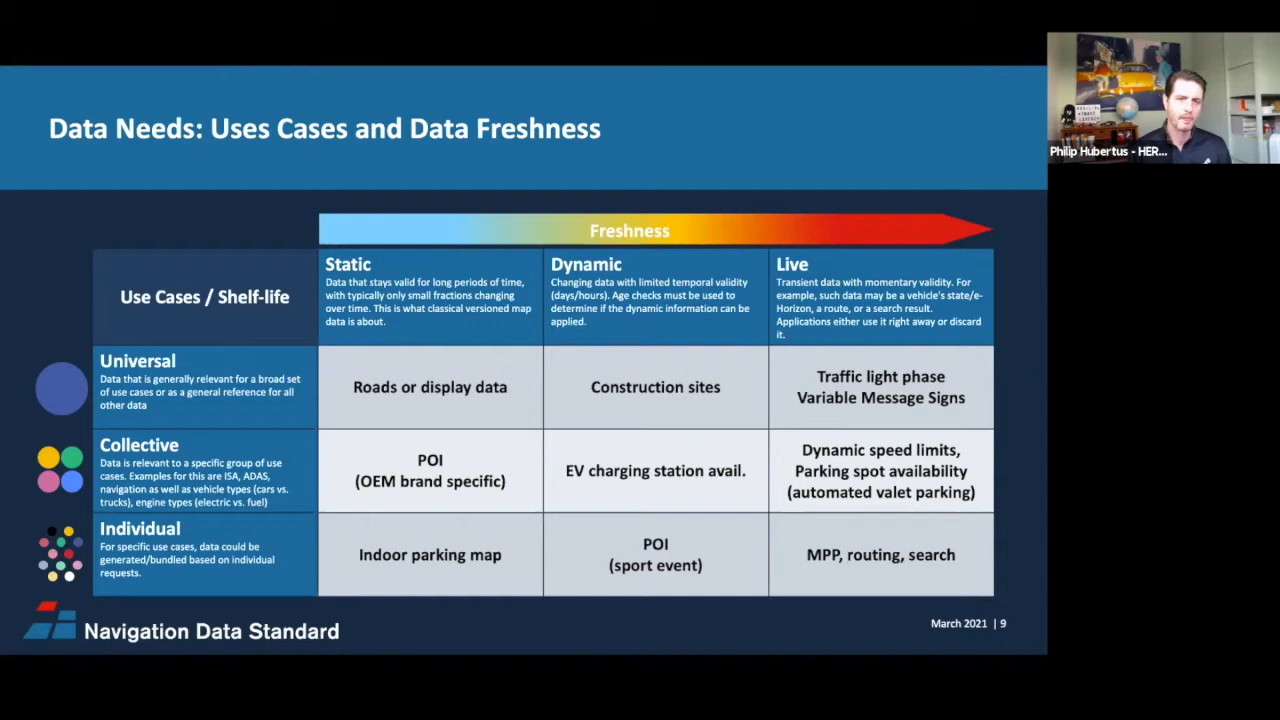 Data Needs: Uses Cases and Data Freshness
Philip Hubertus - HER...
Freshness
Use Cases / Shelf-life
Static
Data that stays valid for long periods of time,
with typically only small fractions changing
over time. This is what classical versioned map
data is about.
Dynamic
Changing data with limited temporal validity
(days/hours). Age checks must be used to
determine if the dynamic information can be
applied.
Live
Transient data with momentary validity. For
example, such data may be a vehicle's state/e-
Horizon, a route, or a search result.
Applications either use it right away or discard
it.
Universal
Data that is generally relevant for a broad set
of use cases or as a general reference for all
other data
Roads or display data
Construction sites
Traffic light phase
Variable Message Signs
Collective
Data is relevant to a specific group of use
cases. Examples for this are ISA, ADAS,
navigation as well as vehicle types (cars vs.
trucks), engine types (electric vs. fuel)
POI
(OEM brand specific)
EV charging station avail.
Dynamic speed limits,
Parking spot availability
(automated valet parking)
Individual
For specific use cases, data could be
generated/bundled based on individual
requests.
Indoor parking map
POI
(sport event)
MPP, routing, search
Navigation Data Standard
March 2021 | 9